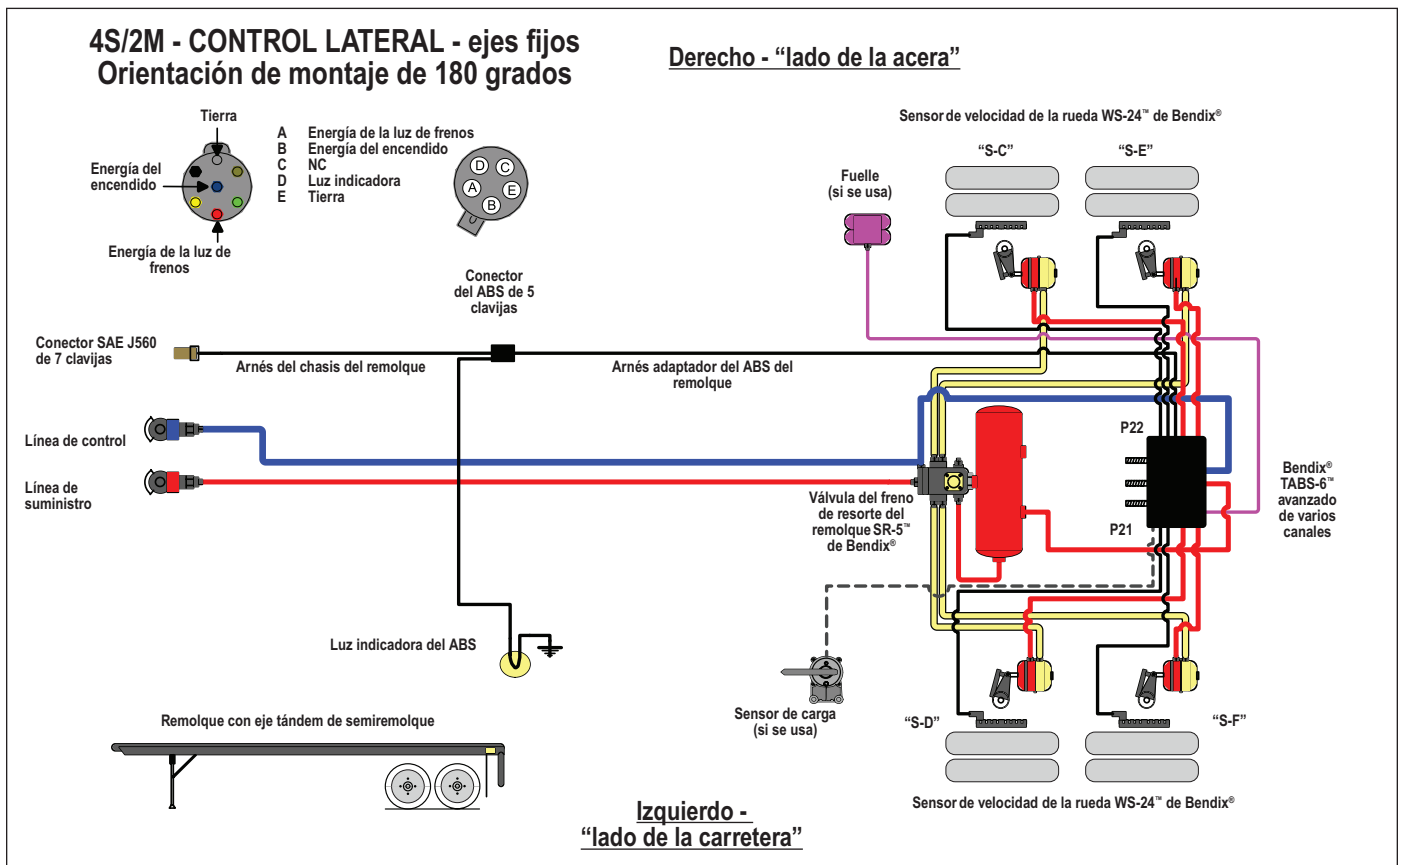 4S/2M - CONTROL LATERAL - ejes fijos
Orientación de montaje de 180 grados
Derecho - “lado de la acera”
Tierra
Energía del
encendido
Energía de la luz de
frenos
A Energía de la luz de frenos
B Energía del encendido
C NC
D Luz indicadora
E Tierra
D
C
A
E
B
Conector
del ABS de 5
clavijas
Sensor de velocidad de la rueda WS-24™ de Bendix®
“S-C”
“S-E”
Fuelle
(si se usa)
Conector SAE J560
de 7 clavijas
Arnés del chasis del remolque
Arnés adaptador del ABS del
remolque
Línea de control
Línea de
suministro
P22
P21
Válvula del freno
de resorte del
remolque SR-5™
de Bendix®
Bendix®
TABS-6™
avanzado
de varios
canales
Luz indicadora del ABS
Sensor de carga
(si se usa)
“S-D”
“S-F”
Remolque con eje tándem de semiremolque
Sensor de velocidad de la rueda WS-24™ de Bendix®
Izquierdo -
“lado de la carretera”